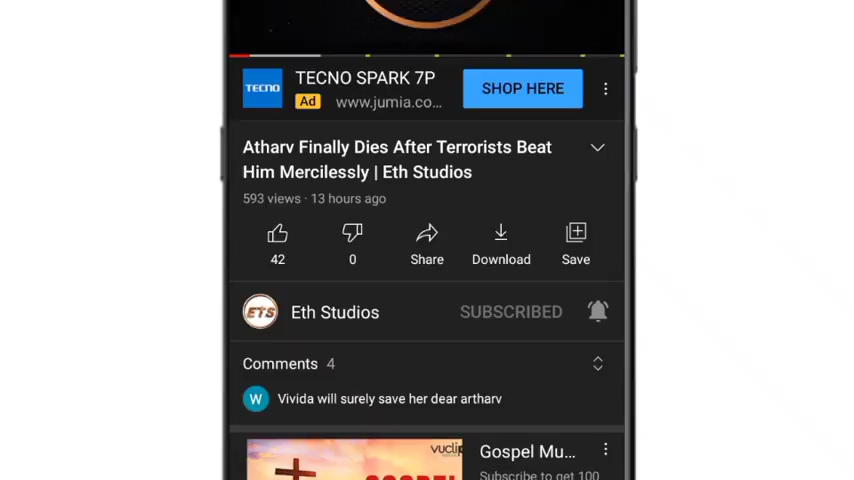 TECNO
TECNO SPARK 7P
SHOP HERE
Ad www.jumia.co...
Atharv Finally Dies After Terrorists Beat
Him Mercilessly | Eth Studios
593 views · 13 hours ago
42
0
Share
Download
Save
ETS
Eth Studios
SUBSCRIBED
Comments 4
W
Vivida will surely save her dear artharv
vuclip
Gospel Mu...
GOSPEL
Subscribe to get 100